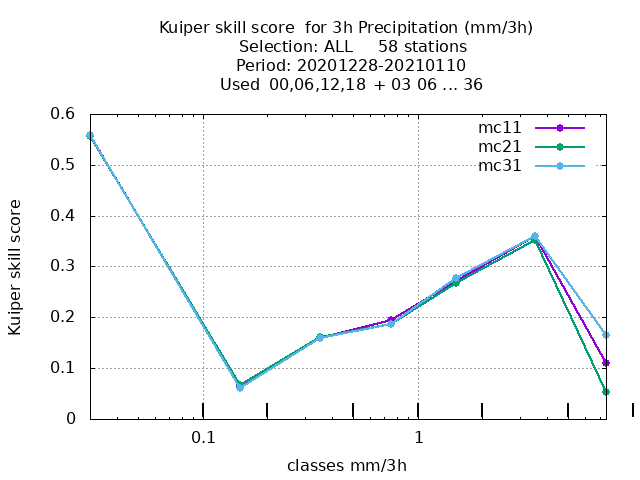 Kuiper skill score  for 3h Precipitation (mm/3h)
Selection: ALL     58 stations
Period: 20201228-20210110
Used  00,06,12,18  + 03 06 ... 36
mc11
mc21
mc31
Kuiper skill score
0.6
0.5
0.4
0.3
0.2
0.1
0
0.1
1
classes mm/3h